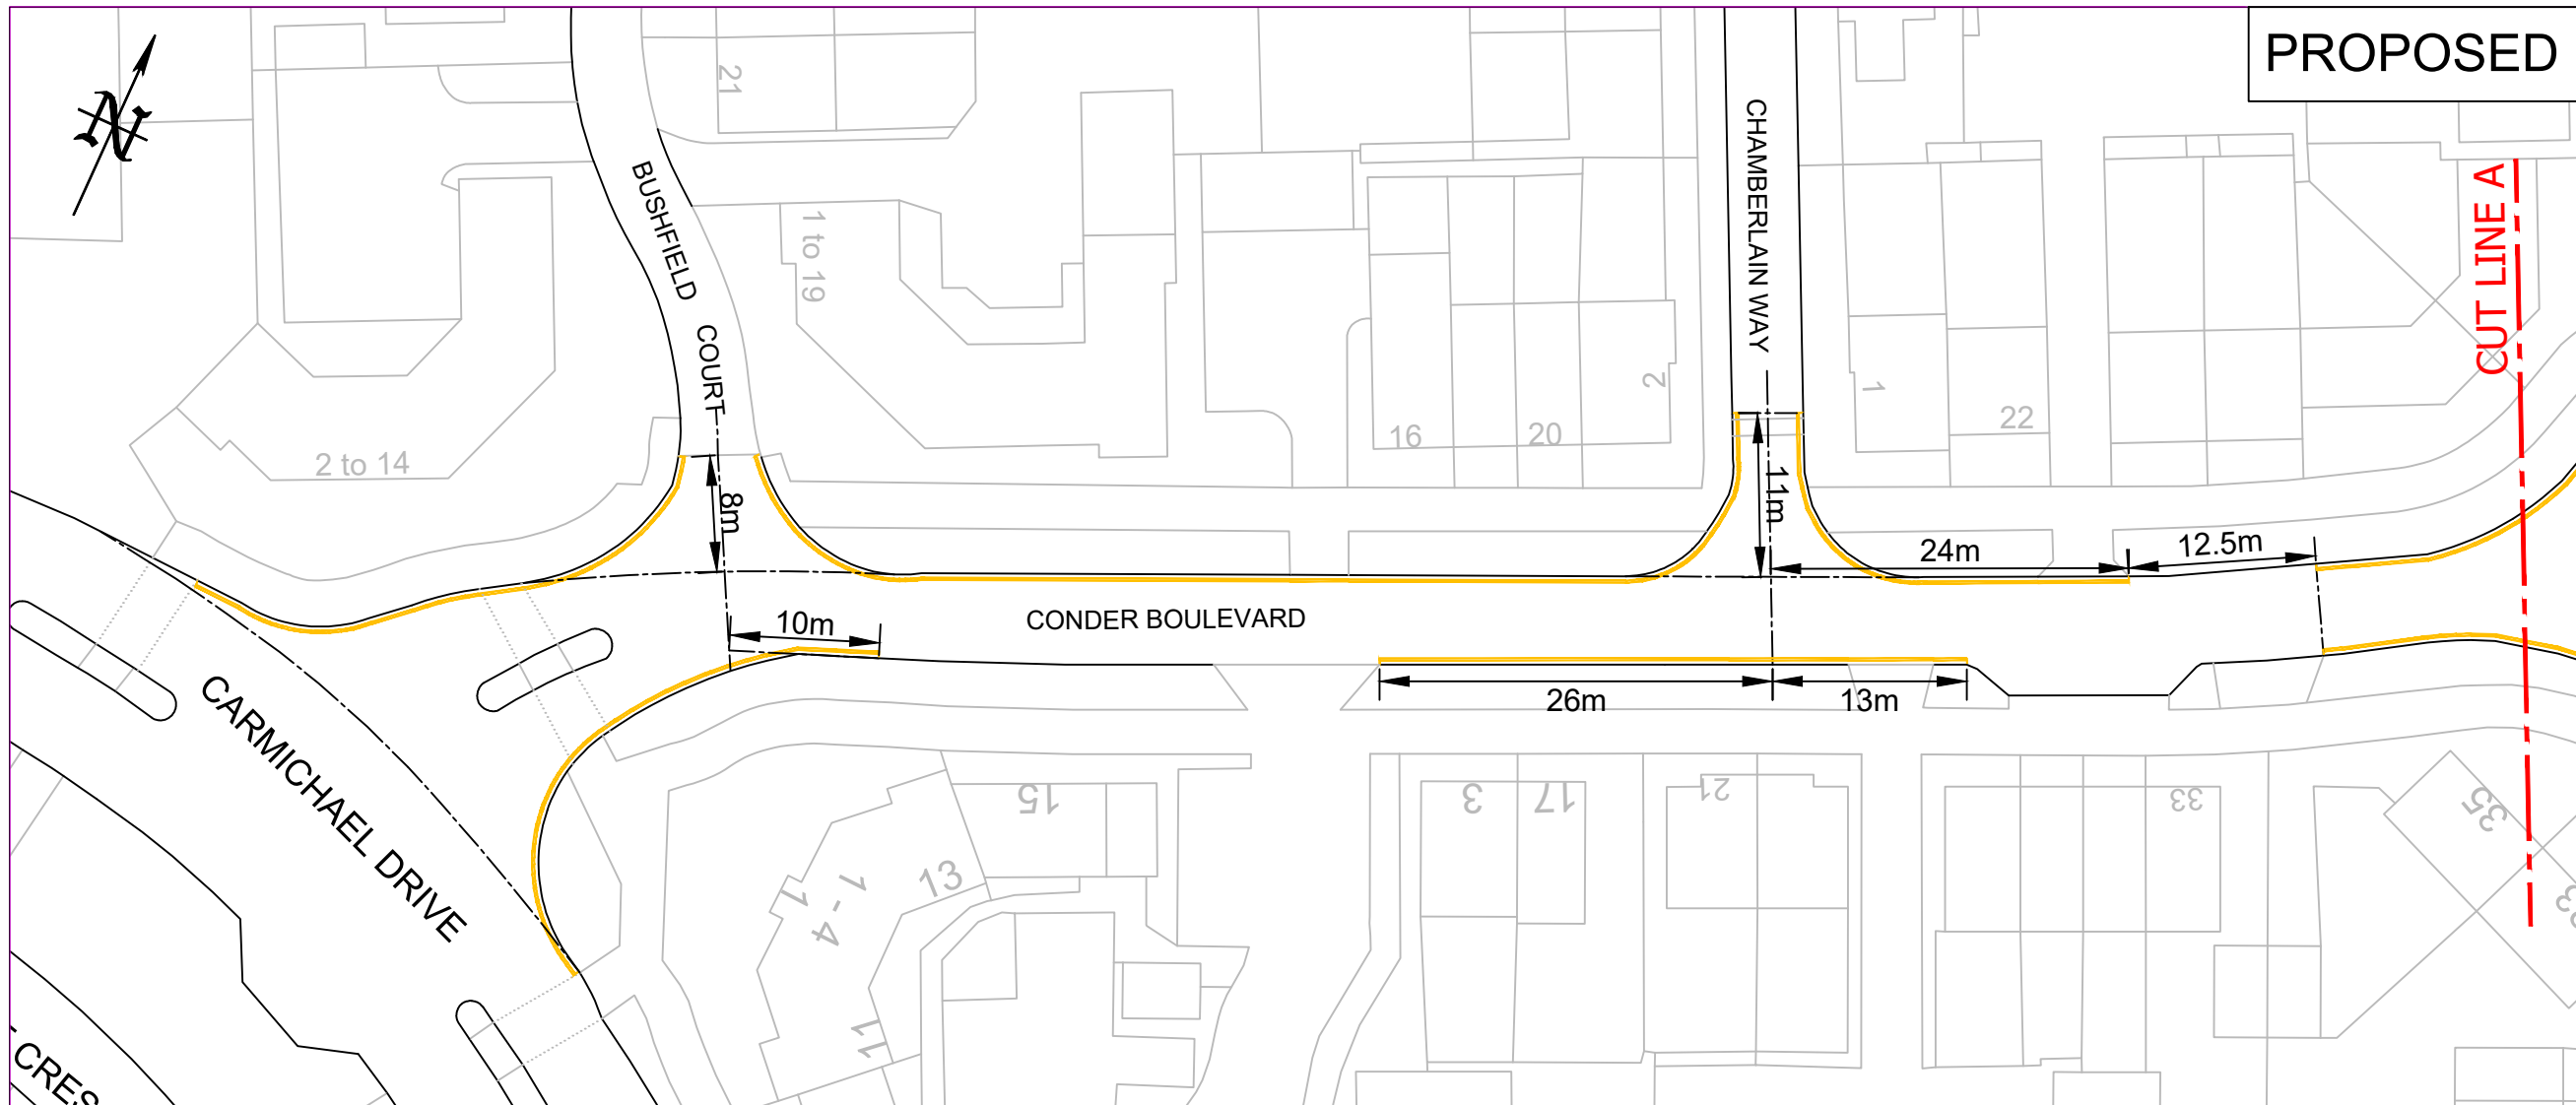 PROPOSED
N
21
BUSHFIELD COURT
1 to 19
CHAMBERLAIN WAY
CUT LINE A
2
1
22
16
20
2 to 14
8m
11m
24m
12.5m
10m
CONDER BOULEVARD
26m
13m
CARMICHAEL DRIVE
15
3
17
21
33
35
13
1 - 4
1
11
CRES